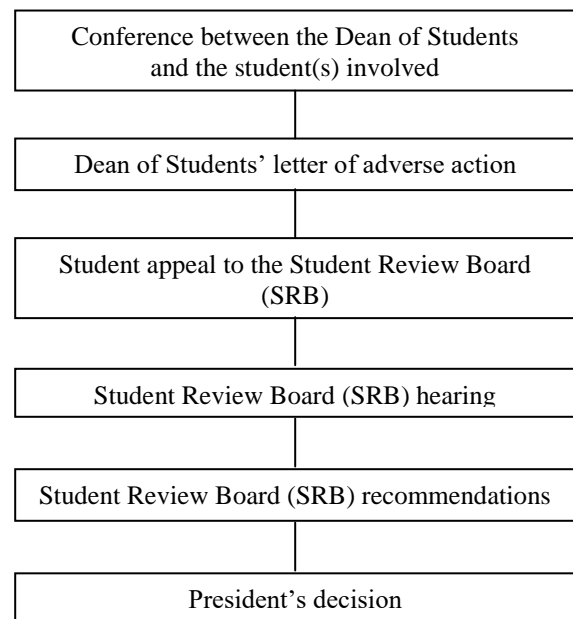 Conference between the Dean of Students
and the student(s) involved
Dean of Students’ letter of adverse action
Student appeal to the Student Review Board
(SRB)
Student Review Board (SRB) hearing
Student Review Board (SRB) recommendations
President’s decision